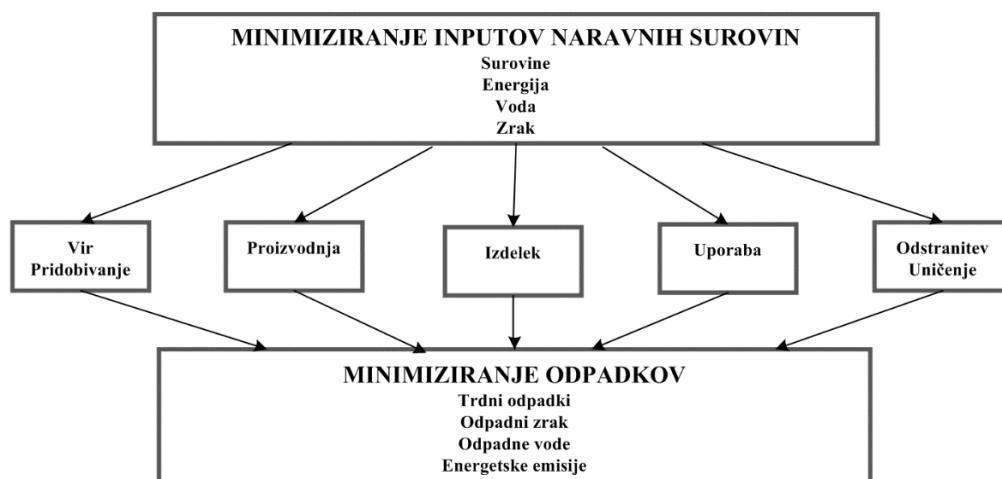 MINIMIZIRANJE INPUTOV NARAVNIH SUROVIN
Surovine
Energija
Voda
Zrak
Vir
Pridobivanje
Proizvodnja
Izdelek
Uporaba
Odstranitev
Uničenje
MINIMIZIRANJE ODPADKOV
Trdni odpadki
Odpadni zrak
Odpadne vode
Energetske emisije